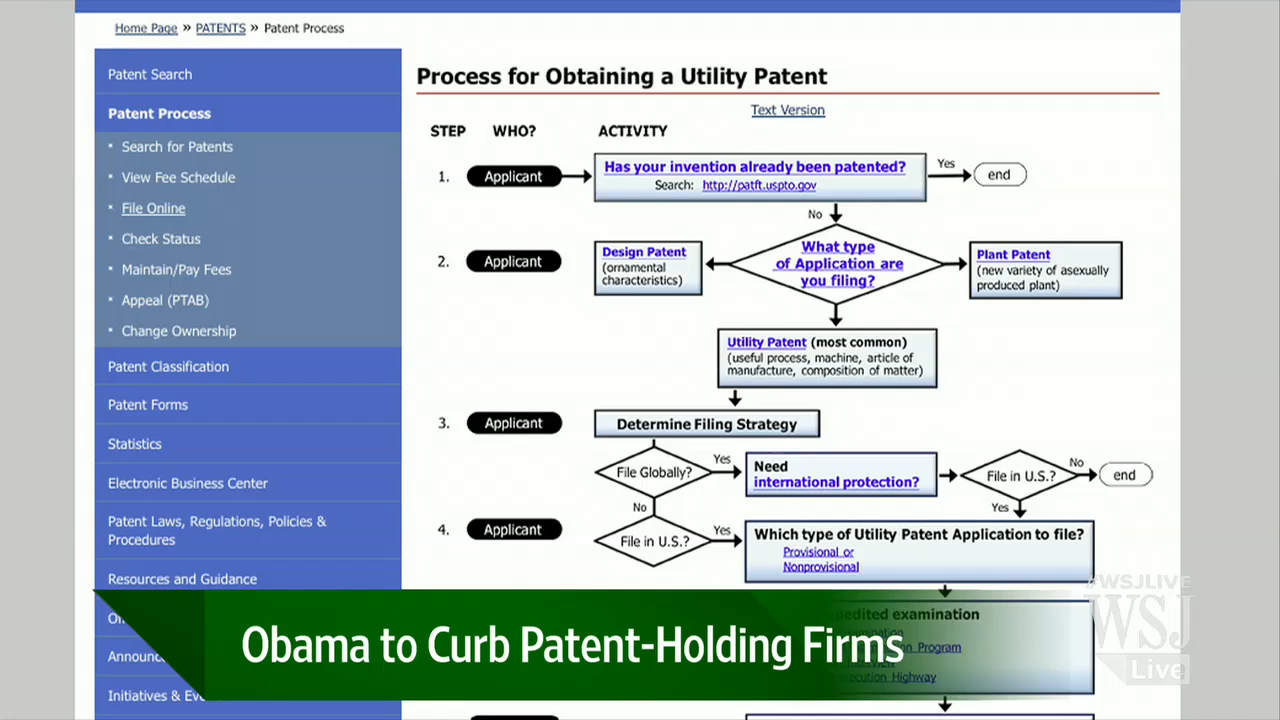 Home Page » PATENTS » Patent Process
Patent Search
Patent Process
Search for Patents
View Fee Schedule
File Online
Check Status
Maintain/Pay Fees
Appeal (PTAB)
Change Ownership
Patent Classification
Patent Forms
Statistics
Electronic Business Center
Patent Laws, Regulations, Policies &
Procedures
Resources and Guidance
Initiatives &
Process for Obtaining a Utility Patent
Text Version
STEP WHO? ACTIVITY
1. Applicant
Has your invention already been patented?
Search: http://patft.uspto.gov
Yes
end
No
2. Applicant
Design Patent
(ornamental
characteristics)
What type
of Application are
you filing?
Plant Patent
(new variety of asexually
produced plant)
Utility Patent (most common)
(useful process, machine, article of
manufacture, composition of matter)
3. Applicant
Determine Filing Strategy
File Globally?
Yes
Need
international protection?
File in U.S.?
No
end
No
Yes
4. Applicant
File in U.S.?
Yes
Which type of Utility Patent Application to file?
Provisional or
Nonprovisional
examination
Program
Highway
Obama to Curb Patent-Holding Firms
#WSJLIVE
WSJ
Live